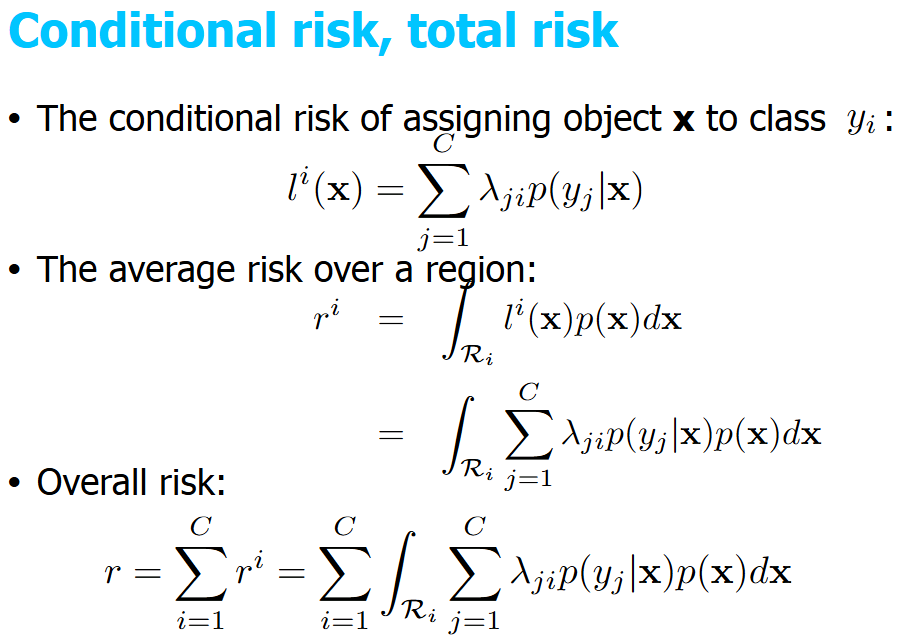 Conditional risk, total risk
• The conditional risk of assigning object x to class $y_i$:
$l^i(\mathbf{x}) = \sum_{j=1}^{C} \lambda_{ji} p(y_j|\mathbf{x})$
• The average risk over a region:
$r^i = \int_{\mathcal{R}_i} l^i(\mathbf{x}) p(\mathbf{x}) d\mathbf{x}$
$= \int_{\mathcal{R}_i} \sum_{j=1}^{C} \lambda_{ji} p(y_j|\mathbf{x}) p(\mathbf{x}) d\mathbf{x}$
• Overall risk:
$r = \sum_{i=1}^{C} r^i = \sum_{i=1}^{C} \int_{\mathcal{R}_i} \sum_{j=1}^{C} \lambda_{ji} p(y_j|\mathbf{x}) p(\mathbf{x}) d\mathbf{x}$